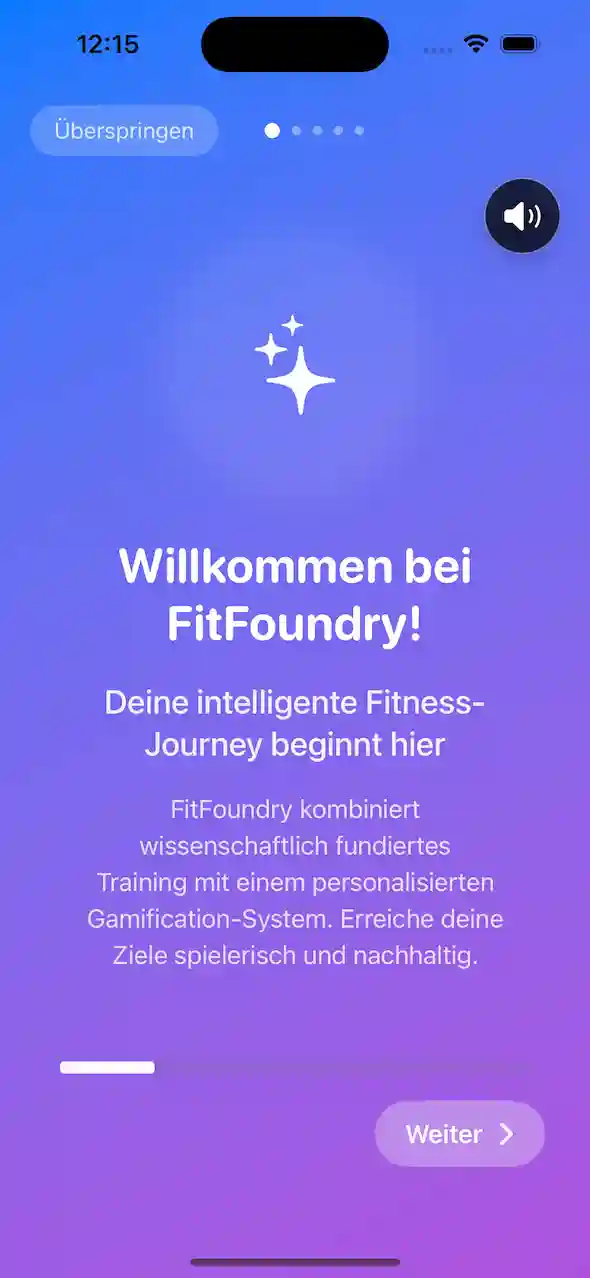 12:15
Überspringen
Willkommen bei
FitFoundry!
Deine intelligente Fitness-
Journey beginnt hier
FitFoundry kombiniert
wissenschaftlich fundiertes
Training mit einem personalisierten
Gamification-System. Erreiche deine
Ziele spielerisch und nachhaltig.
Weiter